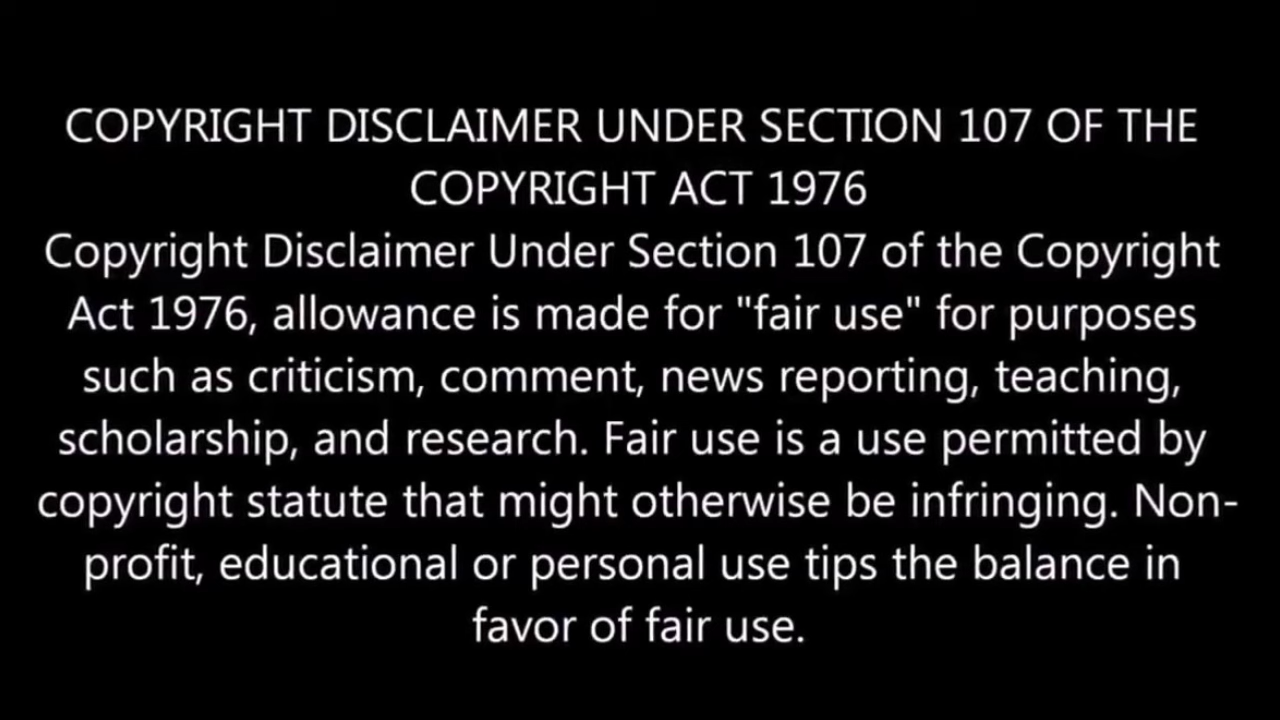 COPYRIGHT DISCLAIMER UNDER SECTION 107 OF THE
COPYRIGHT ACT 1976
Copyright Disclaimer Under Section 107 of the Copyright
Act 1976, allowance is made for "fair use" for purposes
such as criticism, comment, news reporting, teaching,
scholarship, and research. Fair use is a use permitted by
copyright statute that might otherwise be infringing. Non-
profit, educational or personal use tips the balance in
favor of fair use.